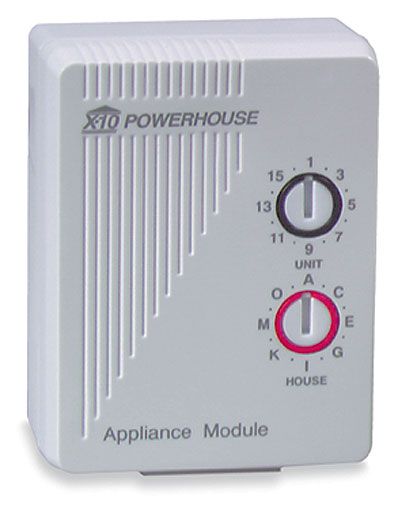 X-10 POWERHOUSE
1
15 3
13 5
11 7
9
UNIT
A
O C
M E
K G
I
HOUSE
Appliance Module